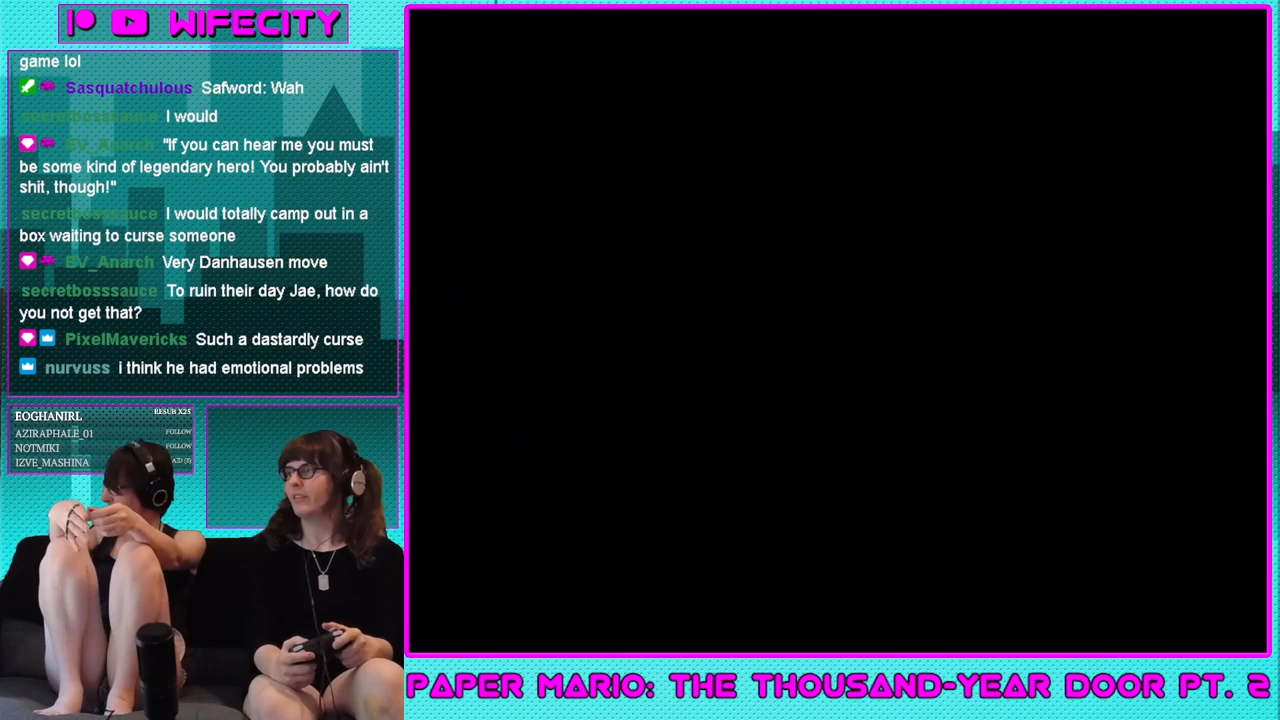 WIFECITY
game lol
Sasquatchulous Safword: Wah
secretbosssauce I would
BV_Anarch "If you can hear me you must
be some kind of legendary hero! You probably ain't
shit, though!"
secretbosssauce I would totally camp out in a
box waiting to curse someone
BV_Anarch Very Danhausen move
secretbosssauce To ruin their day Jae, how do
you not get that?
PixelMavericks Such a dastardly curse
nurvuss i think he had emotional problems
EOGHANIRL RESUB X25
AZIRAPHALE_01 FOLLOW
NOTMIKI FOLLOW
IZVE_MASHINA
PAPER MARIO: THE THOUSAND-YEAR DOOR PT. 2